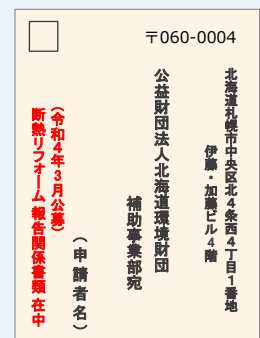 〒060-0004
北海道札幌市中央区北４条西４丁目１番地
伊藤・加藤ビル４階
公益財団法人北海道環境財団
補助事業部宛
（申請者名）
（令和４年３月公募）
断熱リフォーム 報告関係書類 在中